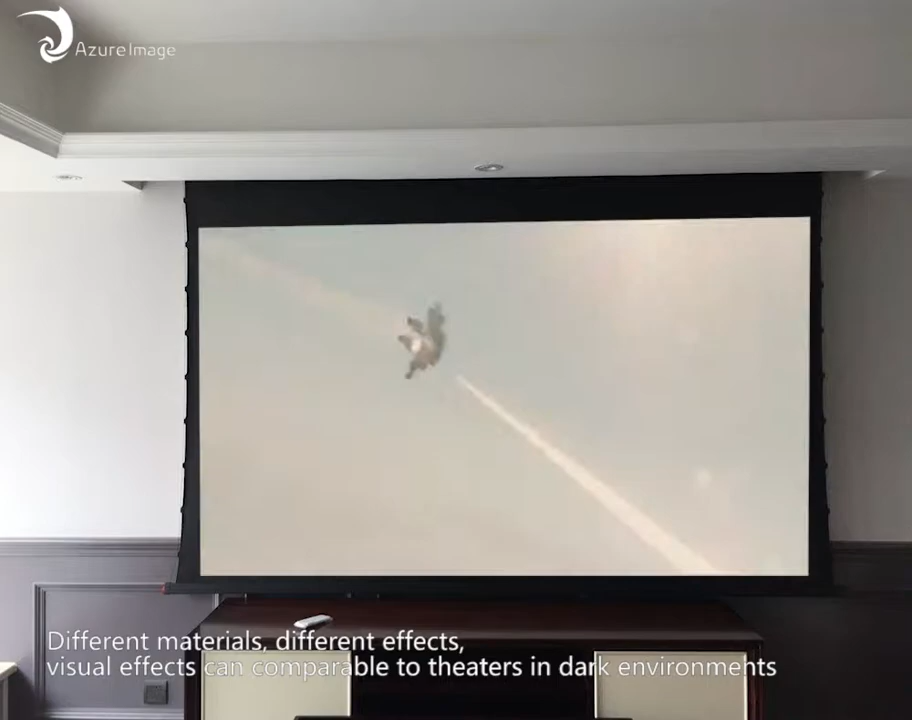 AzureImage
Different materials, different effects,
visual effects can comparable to theaters in dark environments